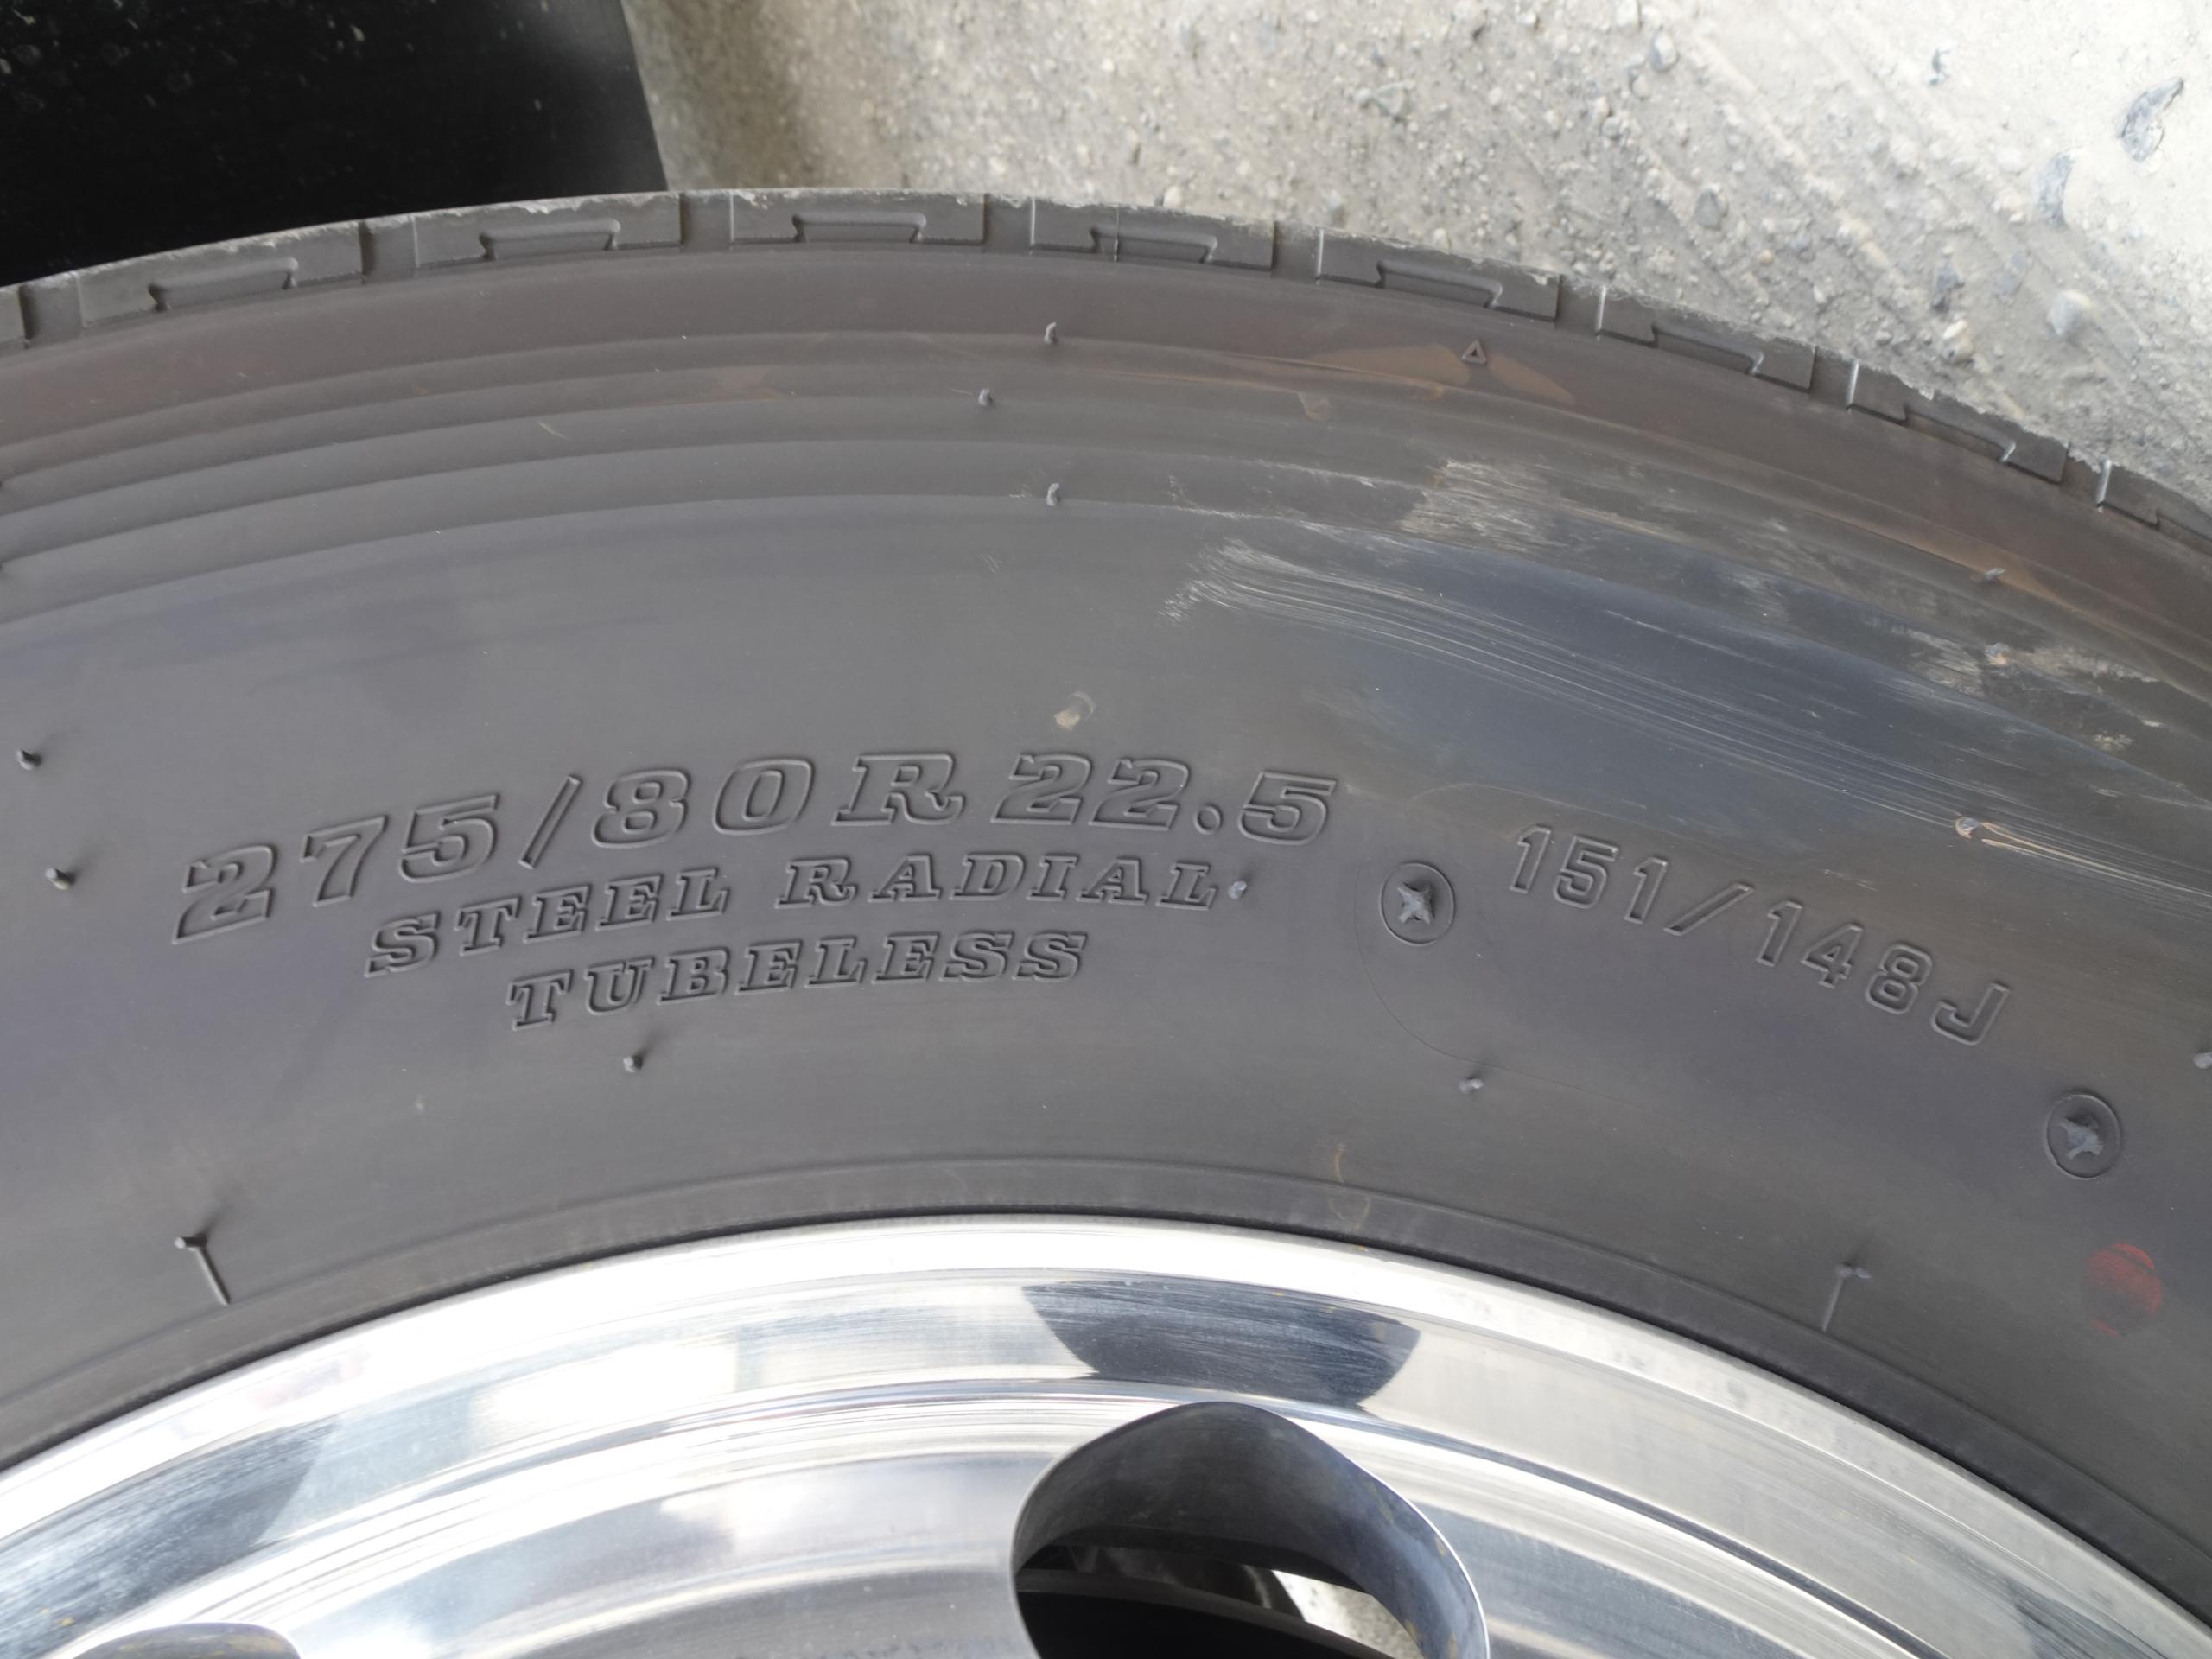 275/80R22.5
STEEL RADIAL
TUBELESS
151/148J